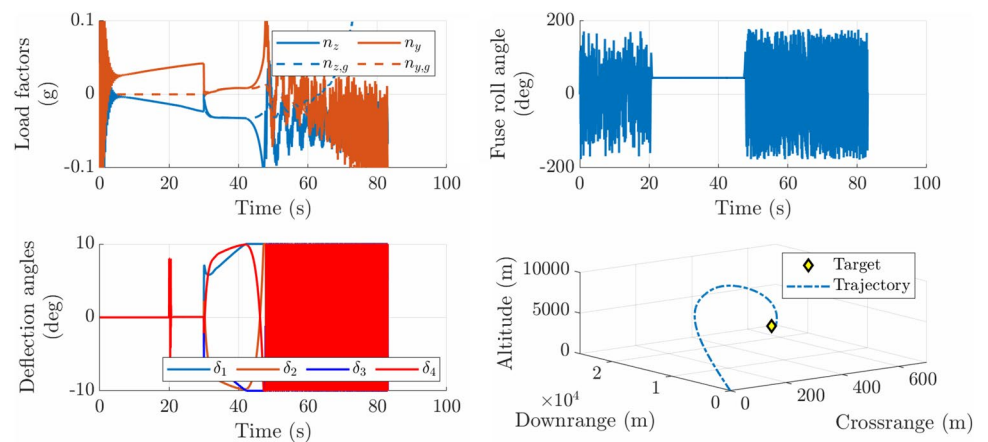 Load factors
(g)
0.1
0
-0.1
n_z n_y
n_{z,g} n_{y,g}
0 20 40 60 80 100
Time (s)
Fuse roll angle
(deg)
200
0
-200
0 20 40 60 80 100
Time (s)
Deflection angles
(deg)
10
0
-10
δ_1 δ_2 δ_3 δ_4
0 20 40 60 80 100
Time (s)
Altitude (m)
10000
5000
0
Target
Trajectory
2
1
0
×10^4
Downrange (m)
0 200 400 600
Crossrange (m)